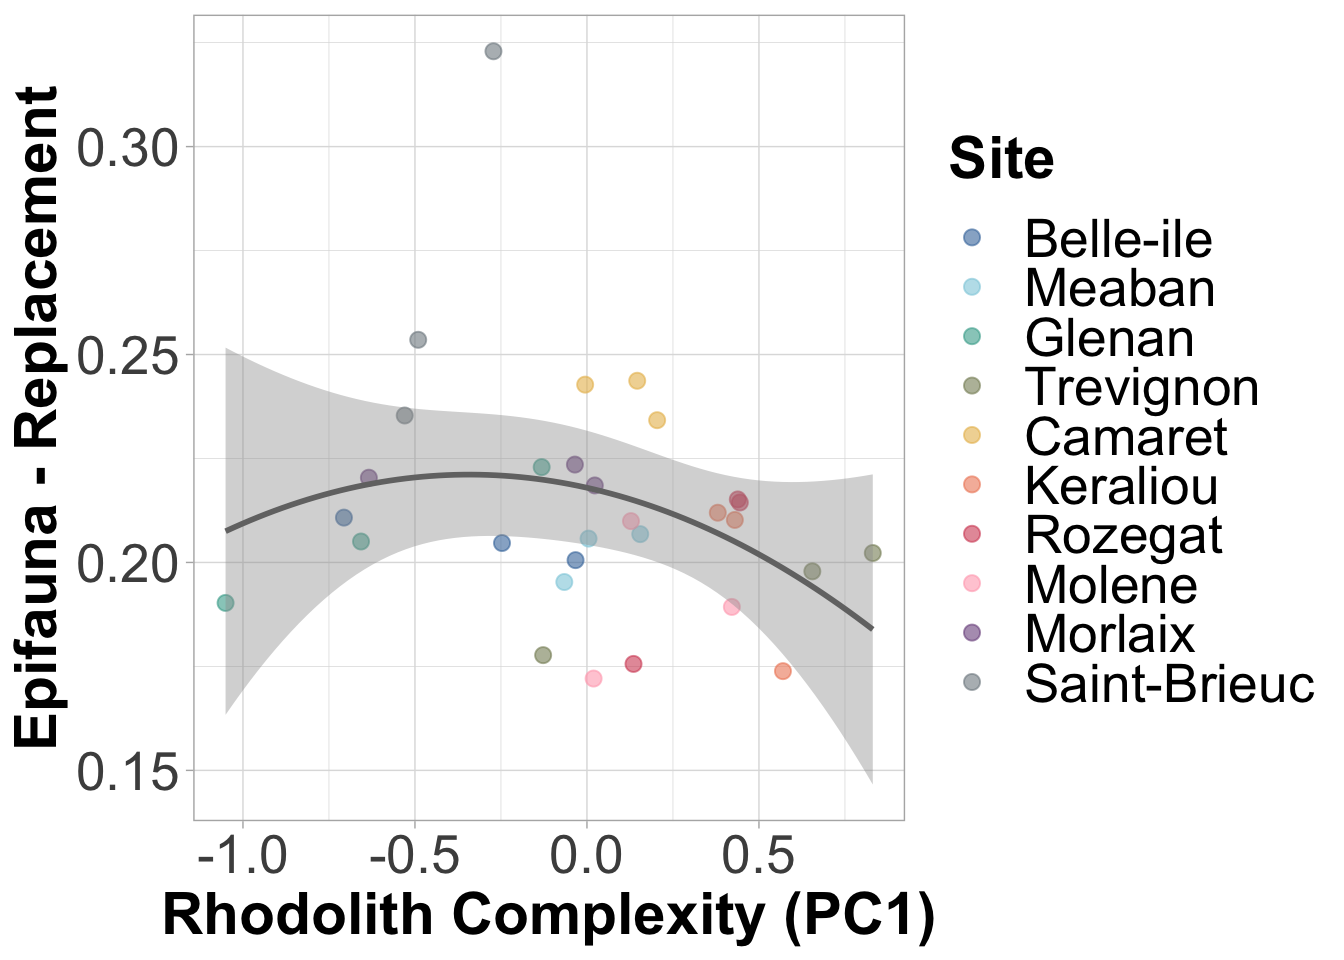 Epifauna - Replacement
0.30
0.25
0.20
0.15
-1.0
-0.5
0.0
0.5
Rhodolith Complexity (PC1)
Site
Belle-ile
Meaban
Glenan
Trevignon
Camaret
Keraliou
Rozegat
Molene
Morlaix
Saint-Brieuc